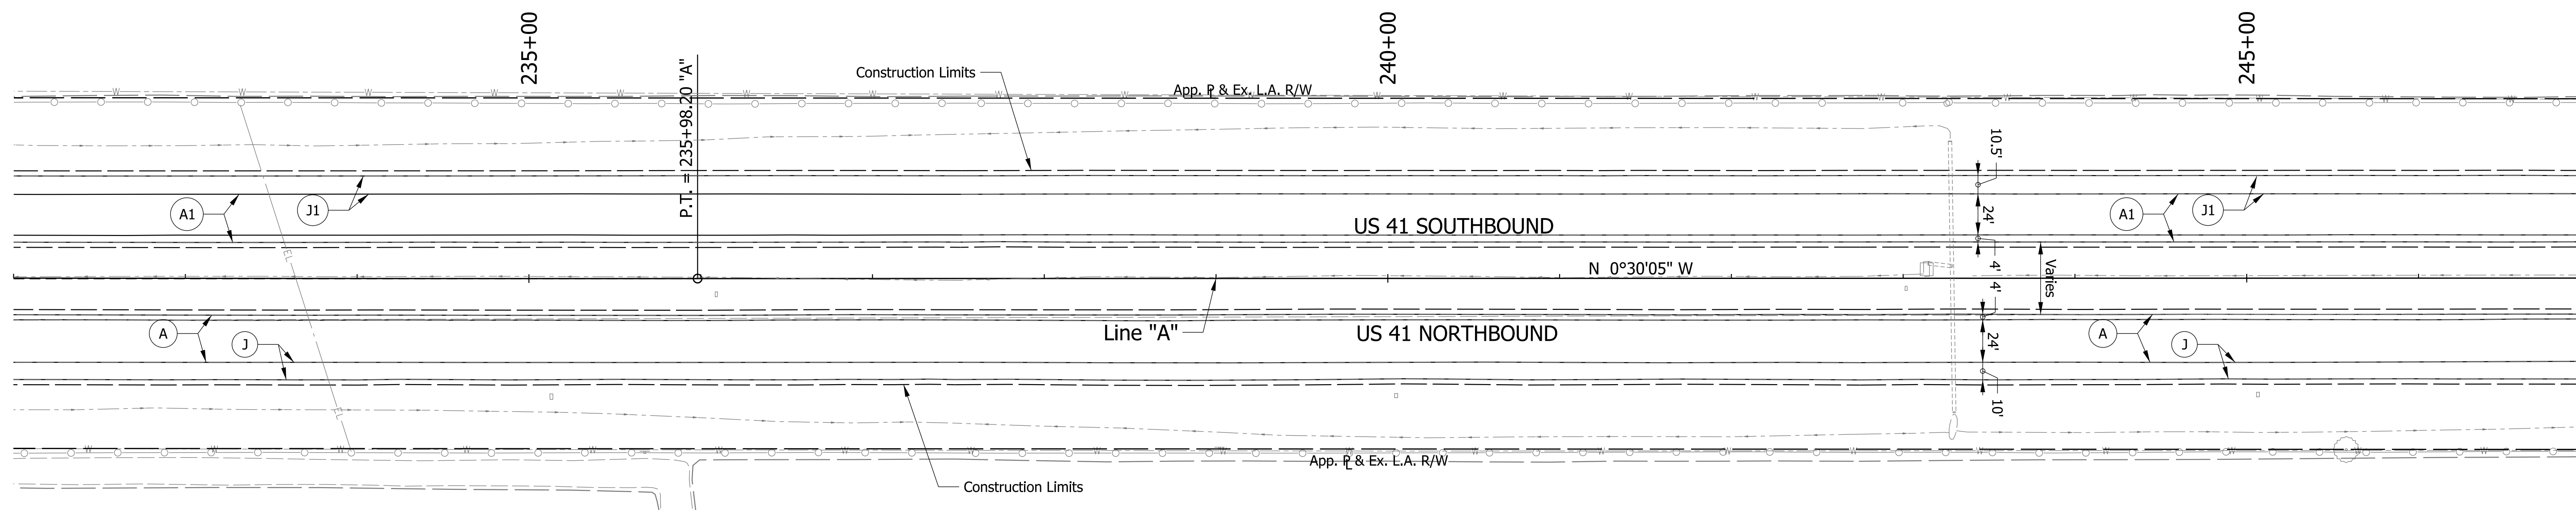 235+00
240+00
245+00
Construction Limits
App. ℄ & Ex. L.A. R/W
P.T. = 235+98.20 "A"
10.5'
A1
J1
24'
A1
J1
US 41 SOUTHBOUND
EL
N 0°30'05" W
4'
Varies
4'
A
J
Line "A"
US 41 NORTHBOUND
24'
A
J
10'
EL
App. ℄ & Ex. L.A. R/W
Construction Limits
W W W W W W W W W W W W W W W W W W W W
W W W W W W W W W W W W W W W W W W W W